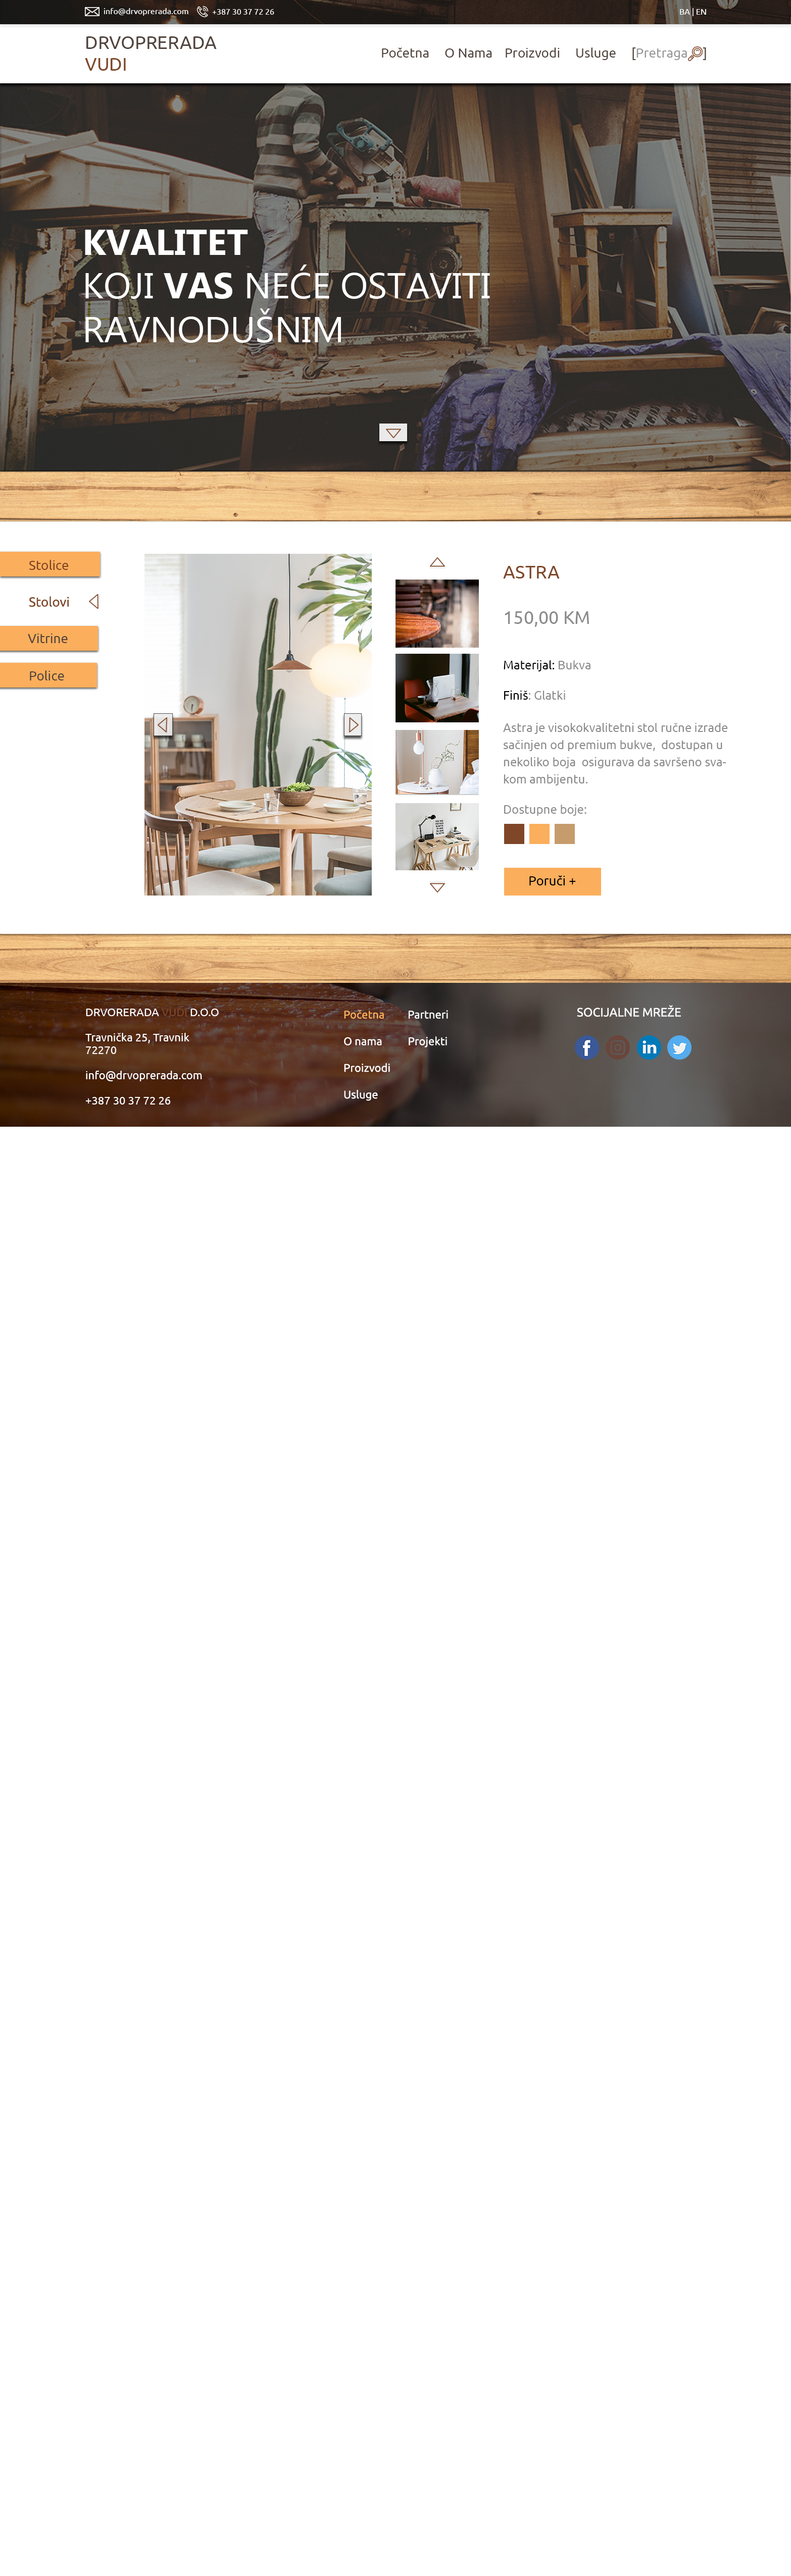 info@drvoprerada.com +387 30 37 72 26 BA | EN
DRVOPRERADA
VUDI
Početna O Nama Proizvodi Usluge [Pretraga]
KVALITET
KOJI VAS NEĆE OSTAVITI
RAVNODUŠNIM
Stolice
Stolovi
Vitrine
Police
ASTRA
150,00 KM
Materijal: Bukva
Finiš: Glatki
Astra je visokokvalitetni stol ručne izrade
sačinjen od premium bukve, dostupan u
nekoliko boja osigurava da savršeno sva-
kom ambijentu.
Dostupne boje:
Poruči +
DRVORERADA VUDI D.O.O
Travnička 25, Travnik
72270
info@drvoprerada.com
+387 30 37 72 26
Početna
O nama
Proizvodi
Usluge
Partneri
Projekti
SOCIJALNE MREŽE